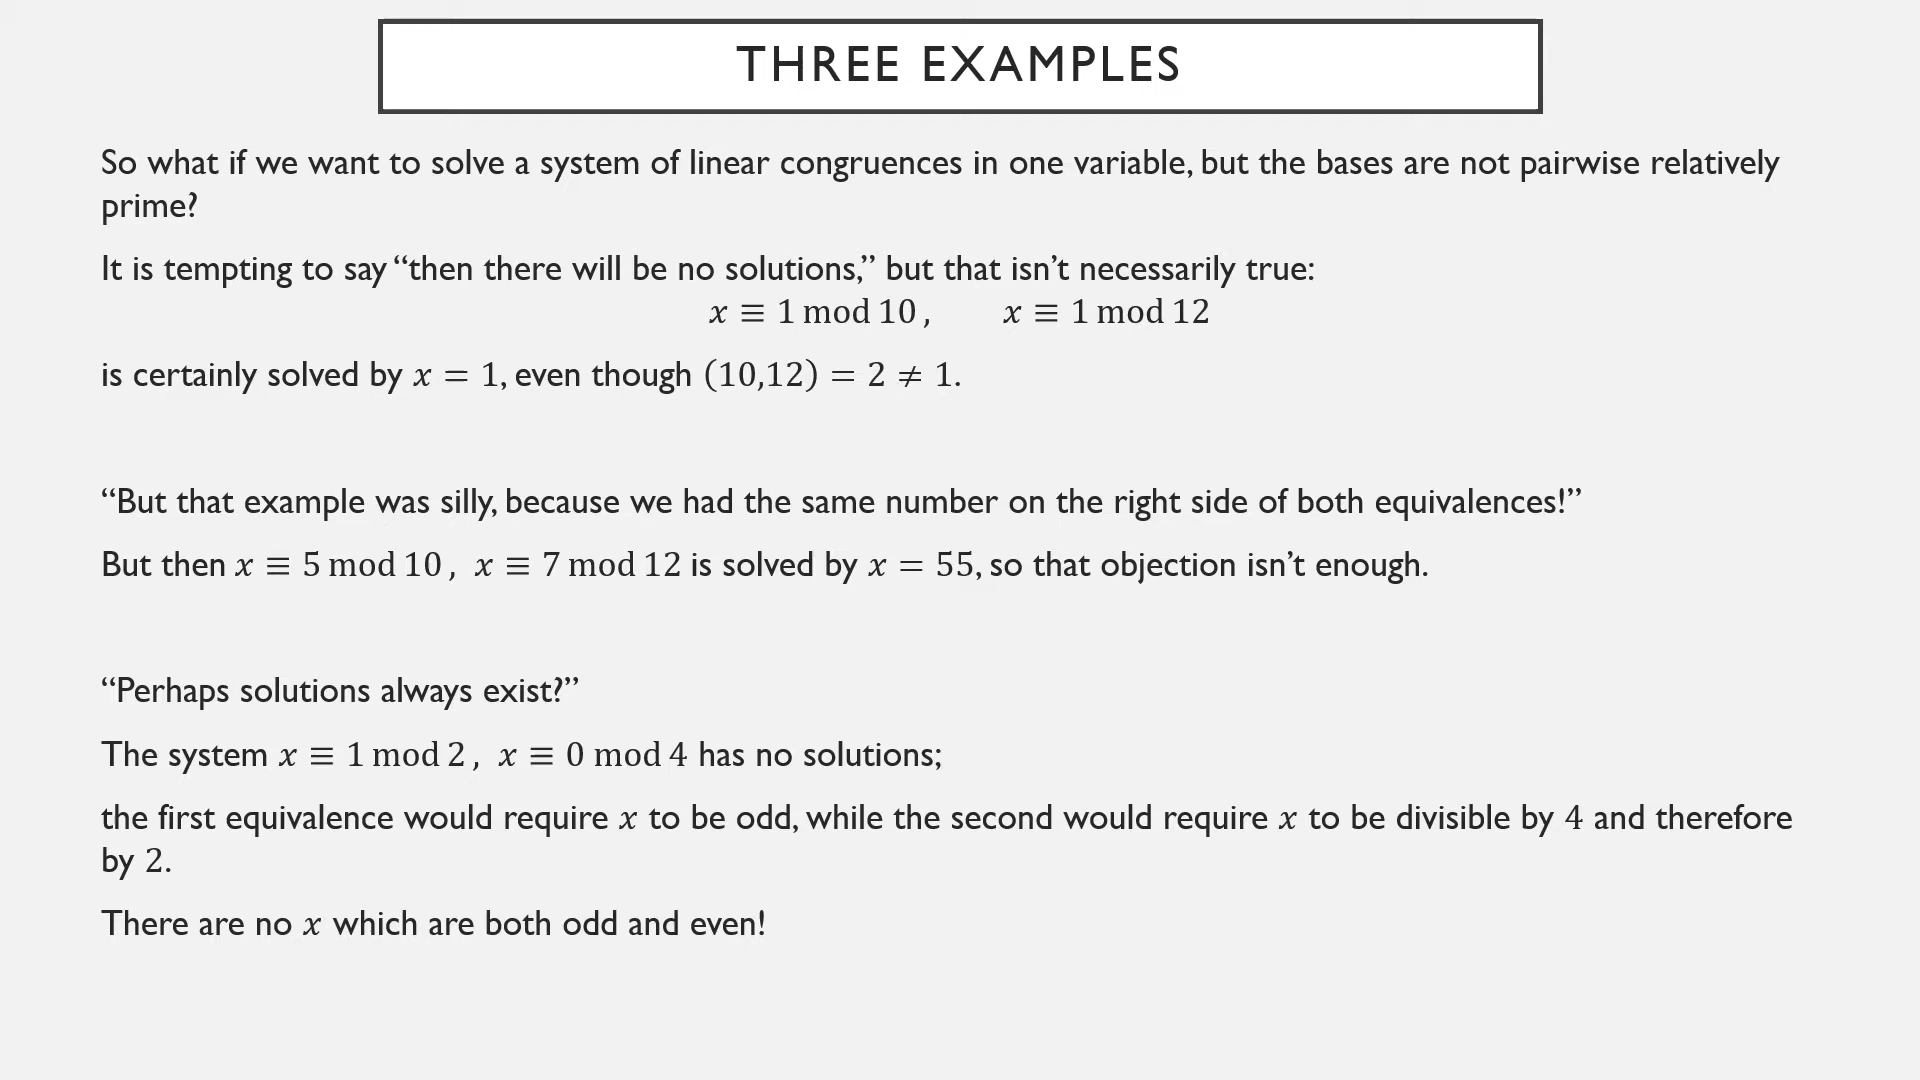 THREE EXAMPLES
So what if we want to solve a system of linear congruences in one variable, but the bases are not pairwise relatively
prime?
It is tempting to say “then there will be no solutions,” but that isn’t necessarily true:
x ≡ 1 mod 10 , x ≡ 1 mod 12
is certainly solved by x = 1, even though (10,12) = 2 ≠ 1.
“But that example was silly, because we had the same number on the right side of both equivalences!”
But then x ≡ 5 mod 10 , x ≡ 7 mod 12 is solved by x = 55, so that objection isn’t enough.
“Perhaps solutions always exist?”
The system x ≡ 1 mod 2 , x ≡ 0 mod 4 has no solutions;
the first equivalence would require x to be odd, while the second would require x to be divisible by 4 and therefore
by 2.
There are no x which are both odd and even!